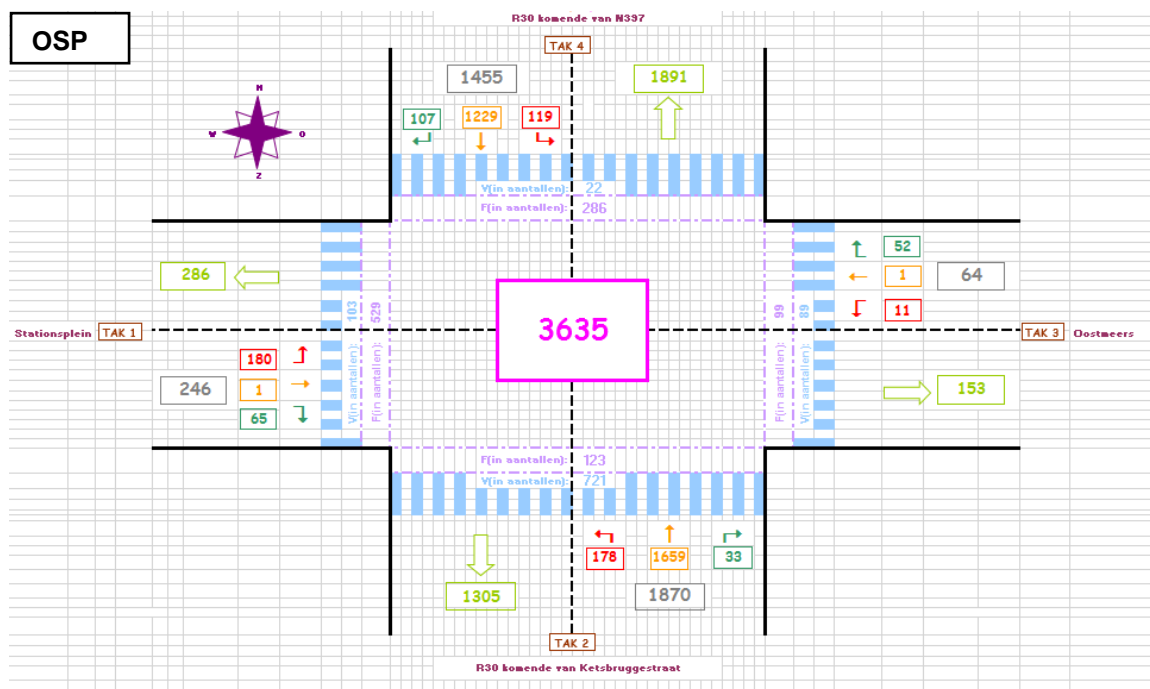 OSP
R30 komende van N397
TAK 4
1455
1891
107
1229
119
N
W
O
Z
V(in aantallen): 22
F(in aantallen): 286
286
52
1
64
11
V(in aantallen): 103
F(in aantallen): 529
3635
F(in aantallen): 99
V(in aantallen): 89
Stationsplein
TAK 1
TAK 3
Oostmeers
180
246
1
65
153
F(in aantallen): 123
V(in aantallen): 721
178
1659
33
1305
1870
TAK 2
R30 komende van Ketsbruggestraat